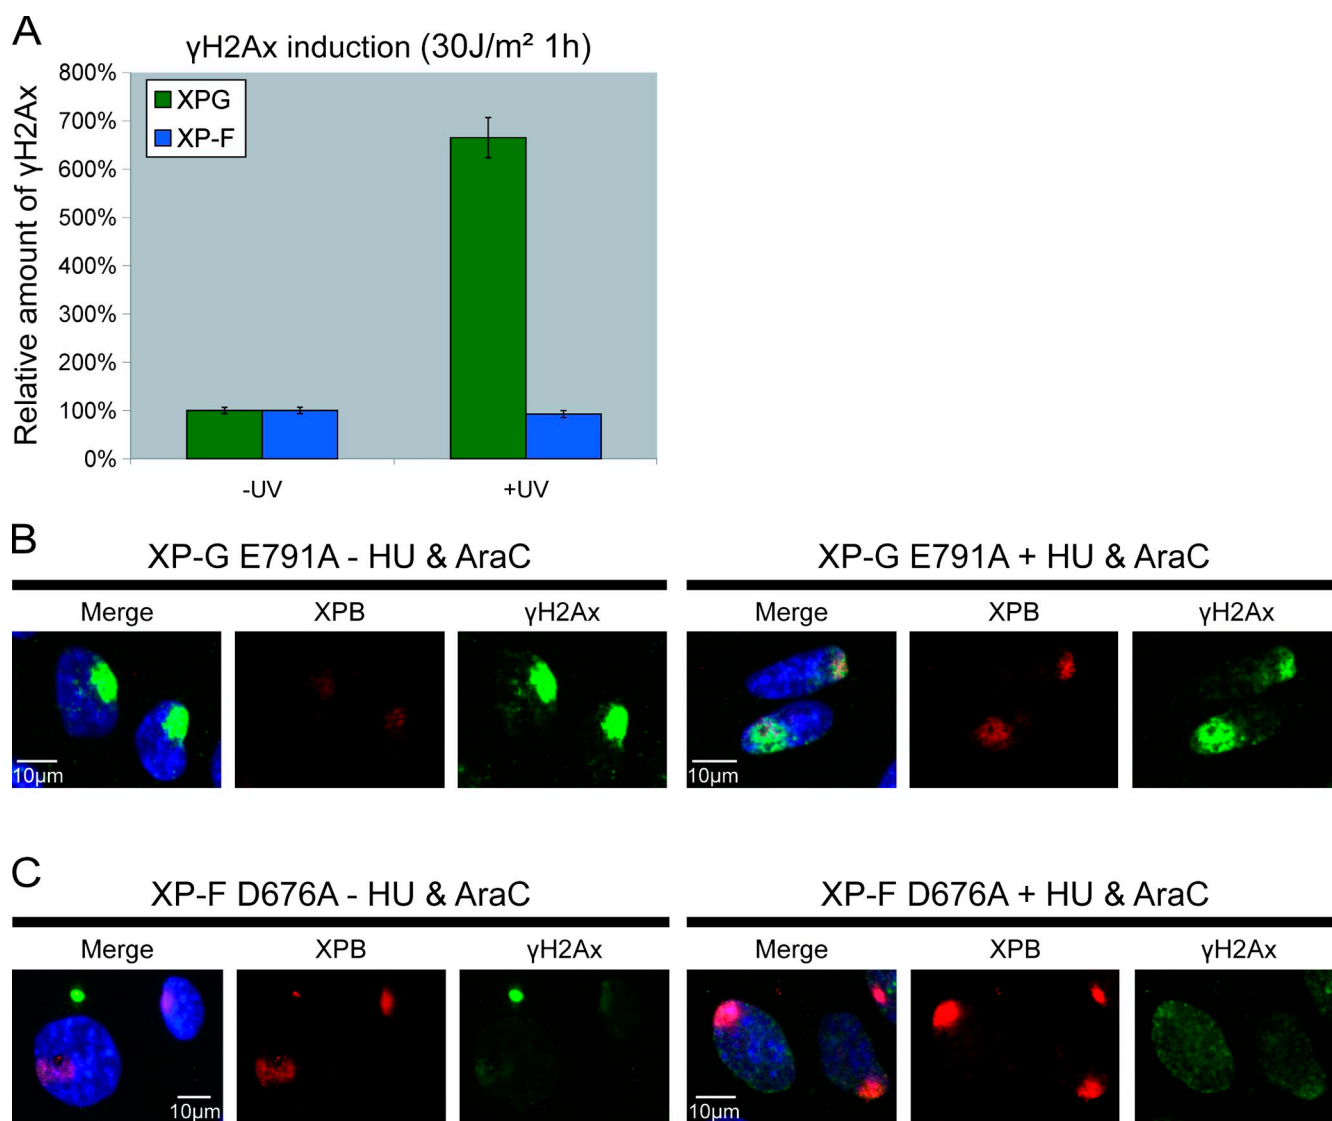 A
γH2Ax induction (30J/m² 1h)
Relative amount of γH2Ax
800%
700%
600%
500%
400%
300%
200%
100%
0%
XPG
XP-F
-UV
+UV
B
XP-G E791A - HU & AraC
XP-G E791A + HU & AraC
Merge
XPB
γH2Ax
Merge
XPB
γH2Ax
10µm
10µm
C
XP-F D676A - HU & AraC
XP-F D676A + HU & AraC
Merge
XPB
γH2Ax
Merge
XPB
γH2Ax
10µm
10µm